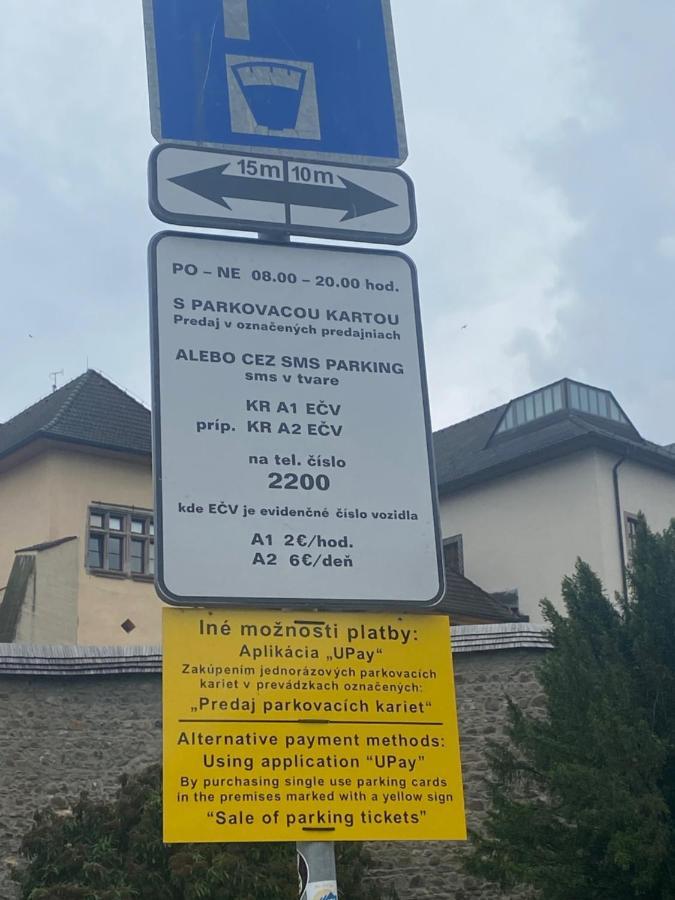 15m 10m
PO – NE 08.00 – 20.00 hod.
S PARKOVACOU KARTOU
Predaj v označených predajniach
ALEBO CEZ SMS PARKING
sms v tvare
KR A1 EČV
príp. KR A2 EČV
na tel. číslo
2200
kde EČV je evidenčné číslo vozidla
A1 2€/hod.
A2 6€/deň
Iné možnosti platby:
Aplikácia „UPay“
Zakúpením jednorázových parkovacích
kariet v prevádzkach označených:
„Predaj parkovacích kariet“
Alternative payment methods:
Using application “UPay”
By purchasing single use parking cards
in the premises marked with a yellow sign
“Sale of parking tickets”